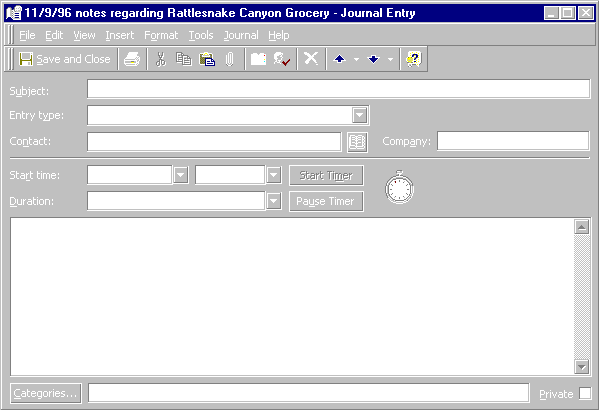 11/9/96 notes regarding Rattlesnake Canyon Grocery - Journal Entry
File Edit View Insert Format Tools Journal Help
Save and Close
Subject:
Entry type:
Contact: Company:
Start time: Start Timer
Duration: Pause Timer
Categories... Private